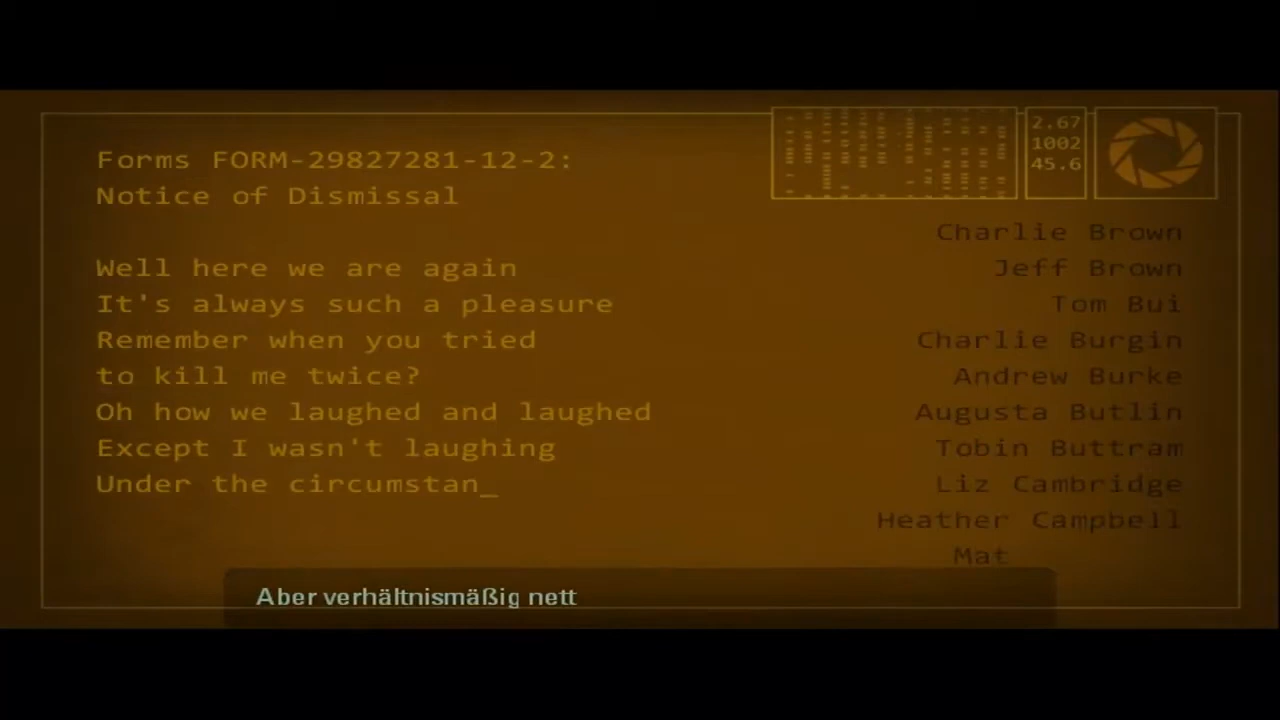 Forms FORM-29827281-12-2:
Notice of Dismissal
2.67
1002
45.6
Well here we are again
It's always such a pleasure
Remember when you tried
to kill me twice?
Oh how we laughed and laughed
Except I wasn't laughing
Under the circumstan_
Charlie Brown
Jeff Brown
Tom Bui
Charlie Burgin
Andrew Burke
Augusta Butlin
Tobin Buttram
Liz Cambridge
Heather Campbell
Mat
Aber verhältnismäßig nett